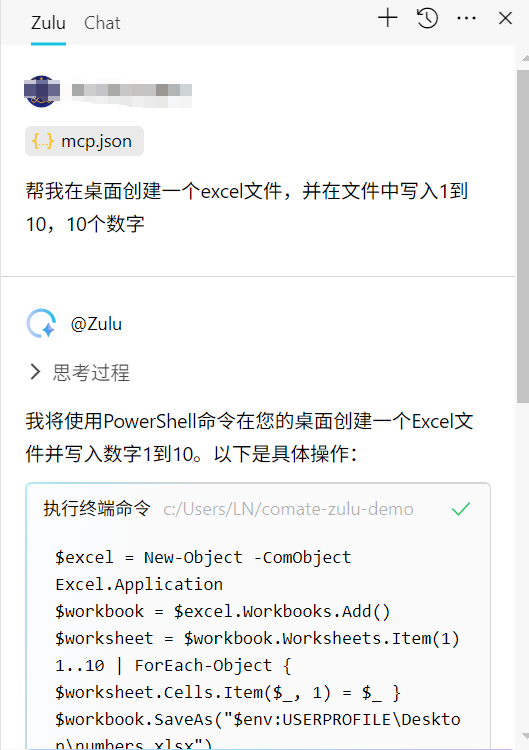 Zulu Chat
{..} mcp.json
帮我在桌面创建一个excel文件，并在文件中写入1到
10，10个数字
@Zulu
思考过程
我将使用PowerShell命令在您的桌面创建一个Excel文
件并写入数字1到10。以下是具体操作：
执行终端命令 c:/Users/LN/comate-zulu-demo
$excel = New-Object -ComObject
Excel.Application
$workbook = $excel.Workbooks.Add()
$worksheet = $workbook.Worksheets.Item(1)
1..10 | ForEach-Object {
$worksheet.Cells.Item($_, 1) = $_ }
$workbook.SaveAs("$env:USERPROFILE\Deskto
p\numbers.xlsx")